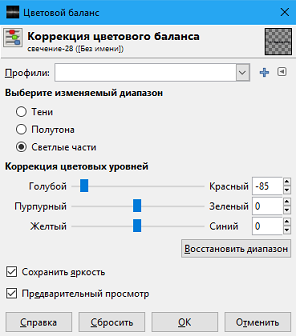 Цветовой баланс
Коррекция цветового баланса
свечение-28 ([Без имени])
Профили:
Выберите изменяемый диапазон
Тени
Полутона
Светлые части
Коррекция цветовых уровней
Голубой Красный -85
Пурпурный Зеленый 0
Желтый Синий 0
Восстановить диапазон
Сохранить яркость
Предварительный просмотр
Справка Сбросить OK Отменить